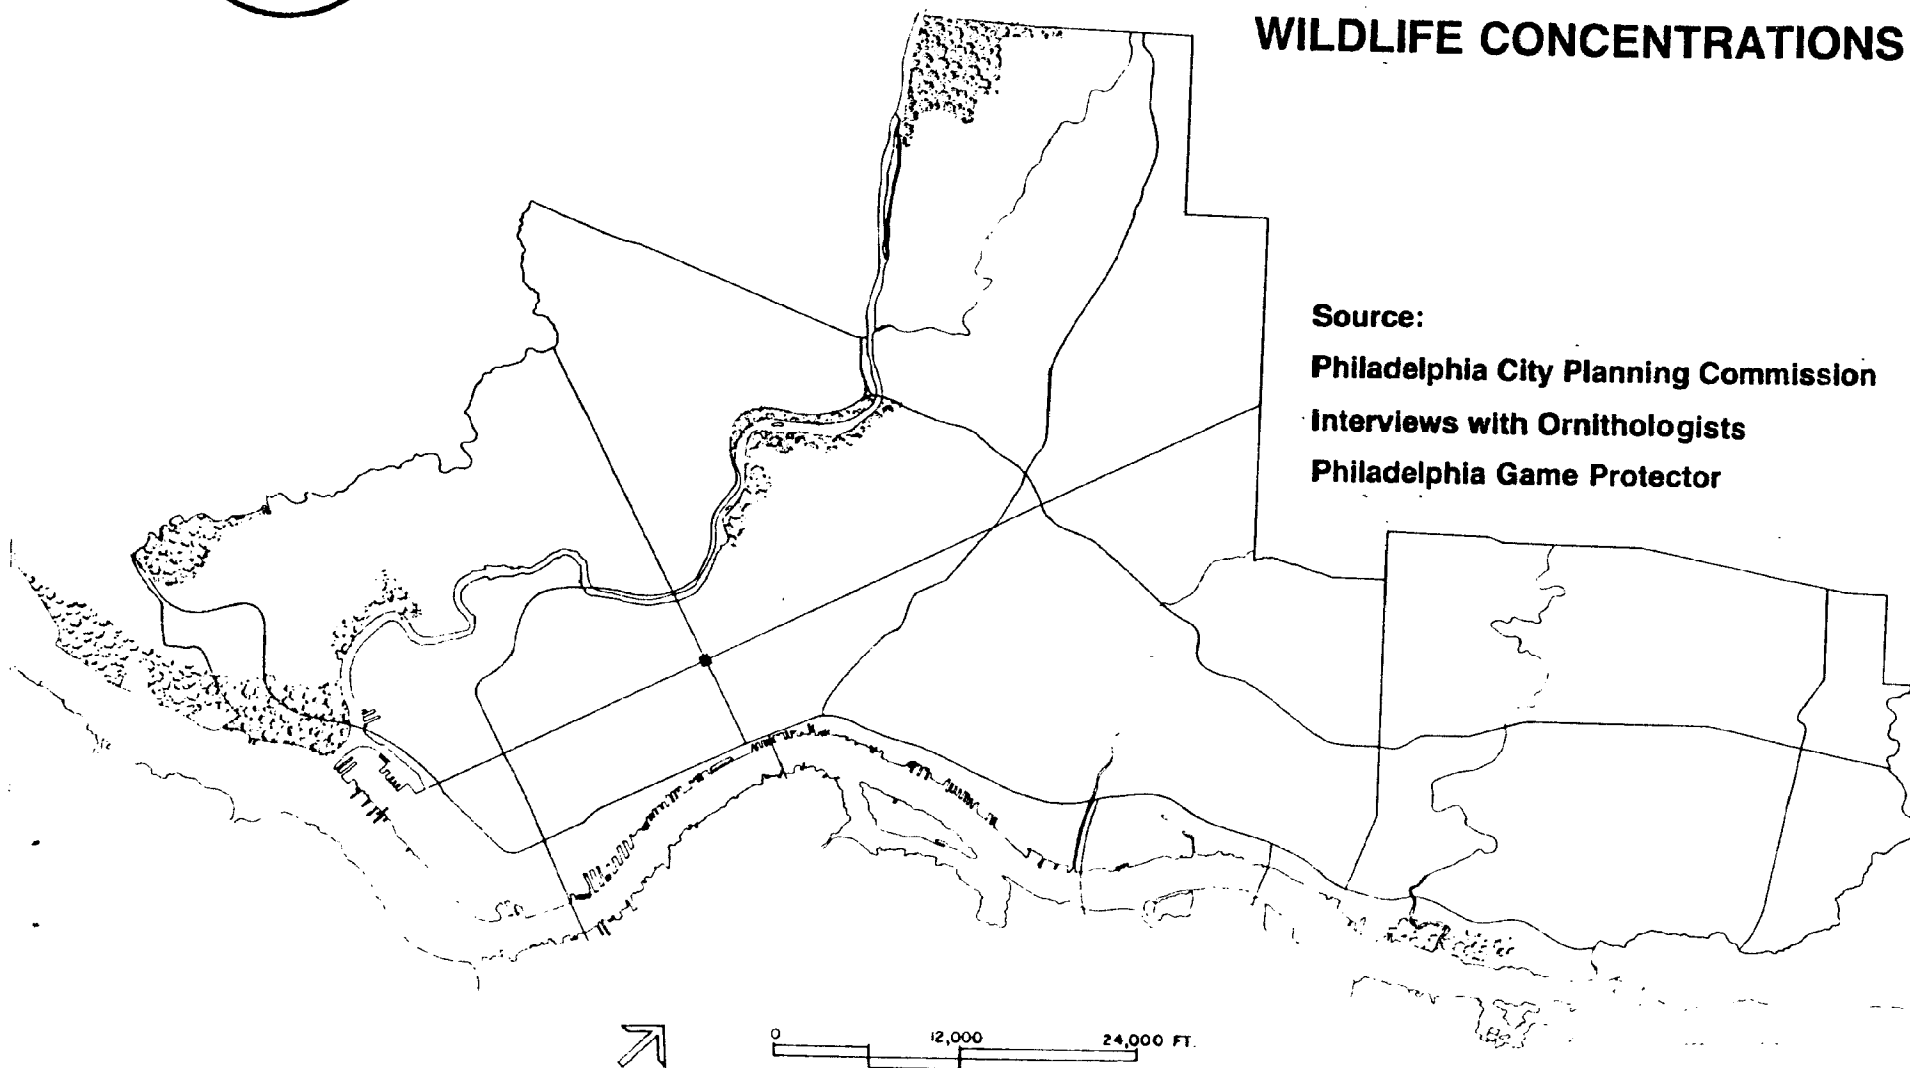 WILDLIFE CONCENTRATIONS
Source:
Philadelphia City Planning Commission
Interviews with Ornithologists
Philadelphia Game Protector
0 12,000 24,000 FT.